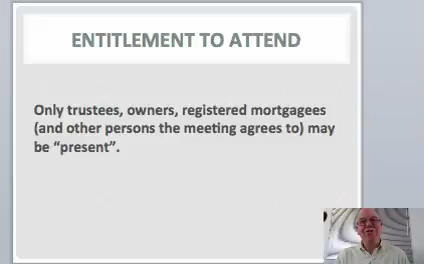 ENTITLEMENT TO ATTEND
Only trustees, owners, registered mortgagees
(and other persons the meeting agrees to) may
be “present”.